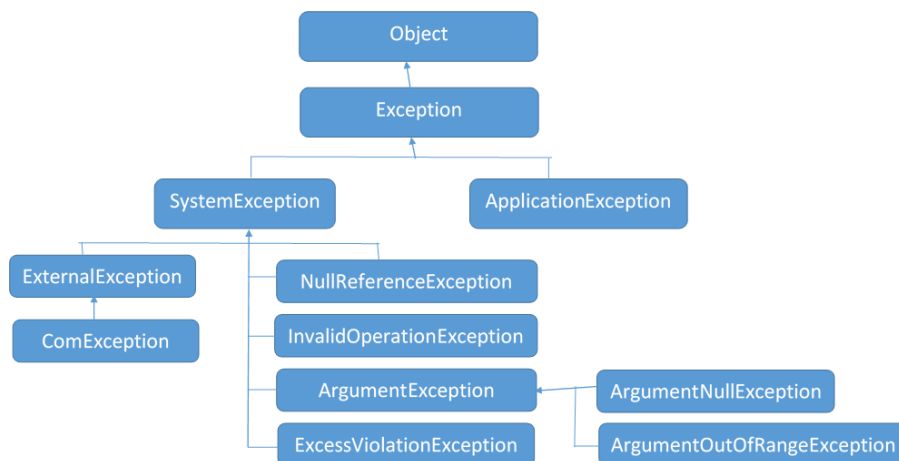 Object
Exception
SystemException
ApplicationException
ExternalException
NullReferenceException
ComException
InvalidOperationException
ArgumentException
ArgumentNullException
ExcessViolationException
ArgumentOutOfRangeException